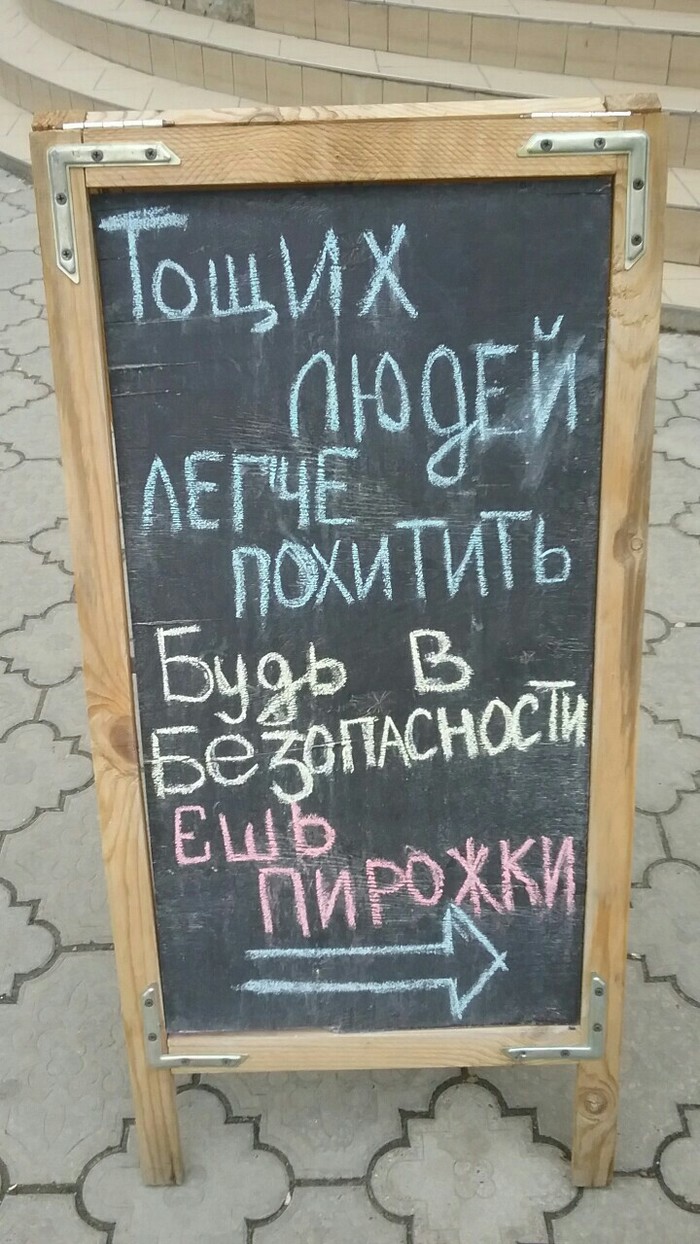 Тощих
людей
легче
похитить
Будь в
Безопасности
Ешь
пирожки